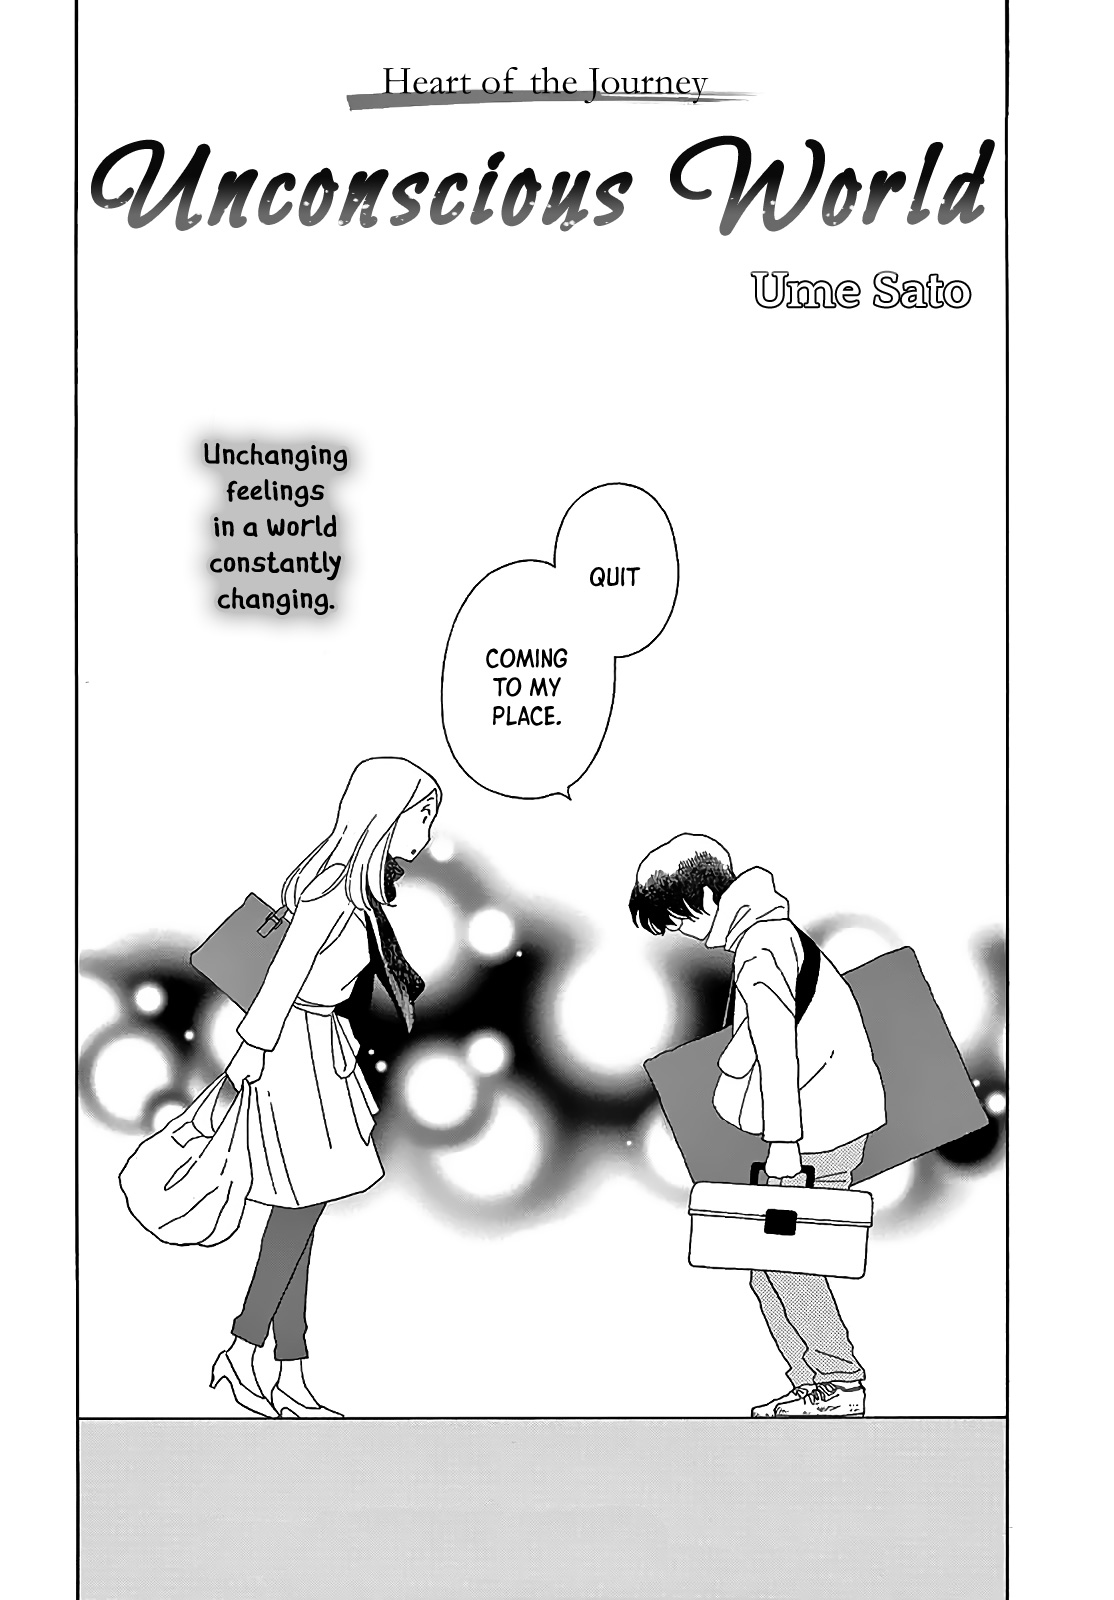 Heart of the Journey
Unconscious World
Ume Sato
Unchanging
feelings
in a world
constantly
changing.
QUIT
COMING
TO MY
PLACE.